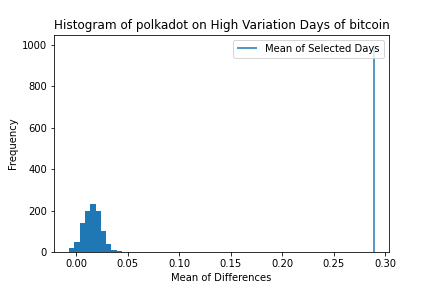 Histogram of polkadot on High Variation Days of bitcoin
Mean of Selected Days
Frequency
1000
800
600
400
200
0
0.00 0.05 0.10 0.15 0.20 0.25 0.30
Mean of Differences